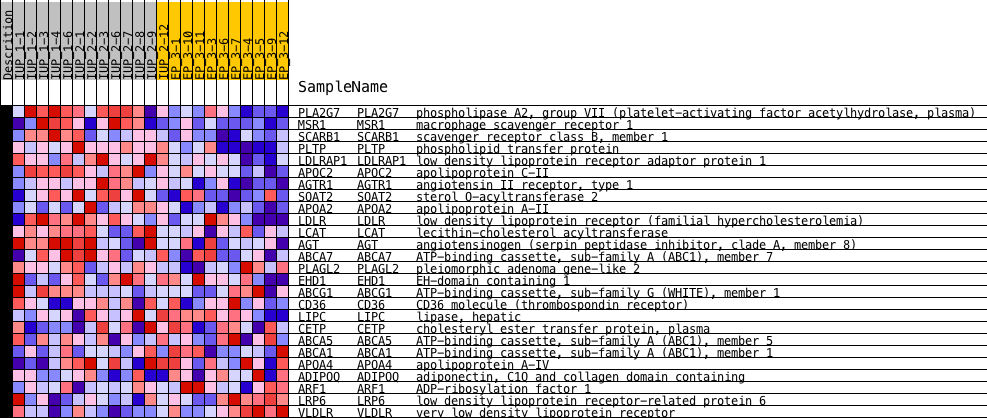 Descrition
IUP_1-1
IUP_1-2
IUP_1-3
IUP_1-4
IUP_1-6
IUP_2-1
IUP_2-2
IUP_2-3
IUP_2-6
IUP_2-7
IUP_2-8
IUP_2-9
IUP_2-12
EP_3-1
EP_3-10
EP_3-11
EP_3-3
EP_3-6
EP_3-7
EP_3-4
EP_3-5
EP_3-9
EP_3-12
SampleName
PLA2G7 PLA2G7 phospholipase A2, group VII (platelet-activating factor acetylhydrolase, plasma)
MSR1 MSR1 macrophage scavenger receptor 1
SCARB1 SCARB1 scavenger receptor class B, member 1
PLTP PLTP phospholipid transfer protein
LDLRAP1 LDLRAP1 low density lipoprotein receptor adaptor protein 1
APOC2 APOC2 apolipoprotein C-II
AGTR1 AGTR1 angiotensin II receptor, type 1
SOAT2 SOAT2 sterol O-acyltransferase 2
APOA2 APOA2 apolipoprotein A-II
LDLR LDLR low density lipoprotein receptor (familial hypercholesterolemia)
LCAT LCAT lecithin-cholesterol acyltransferase
AGT AGT angiotensinogen (serpin peptidase inhibitor, clade A, member 8)
ABCA7 ABCA7 ATP-binding cassette, sub-family A (ABC1), member 7
PLAGL2 PLAGL2 pleiomorphic adenoma gene-like 2
EHD1 EHD1 EH-domain containing 1
ABCG1 ABCG1 ATP-binding cassette, sub-family G (WHITE), member 1
CD36 CD36 CD36 molecule (thrombospondin receptor)
LIPC LIPC lipase, hepatic
CETP CETP cholesteryl ester transfer protein, plasma
ABCA5 ABCA5 ATP-binding cassette, sub-family A (ABC1), member 5
ABCA1 ABCA1 ATP-binding cassette, sub-family A (ABC1), member 1
APOA4 APOA4 apolipoprotein A-IV
ADIPOQ ADIPOQ adiponectin, C1Q and collagen domain containing
ARF1 ARF1 ADP-ribosylation factor 1
LRP6 LRP6 low density lipoprotein receptor-related protein 6
VLDLR VLDLR very low density lipoprotein receptor